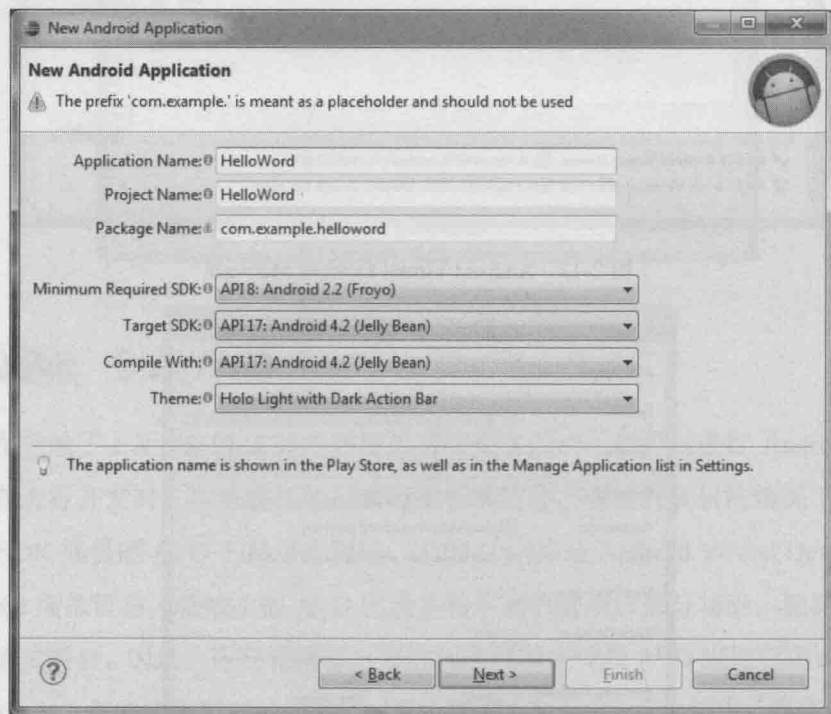 New Android Application
New Android Application
The prefix 'com.example.' is meant as a placeholder and should not be used
Application Name: HelloWord
Project Name: HelloWord
Package Name: com.example.helloword
Minimum Required SDK: API 8: Android 2.2 (Froyo)
Target SDK: API 17: Android 4.2 (Jelly Bean)
Compile With: API 17: Android 4.2 (Jelly Bean)
Theme: Holo Light with Dark Action Bar
The application name is shown in the Play Store, as well as in the Manage Application list in Settings.
? < Back Next > Finish Cancel